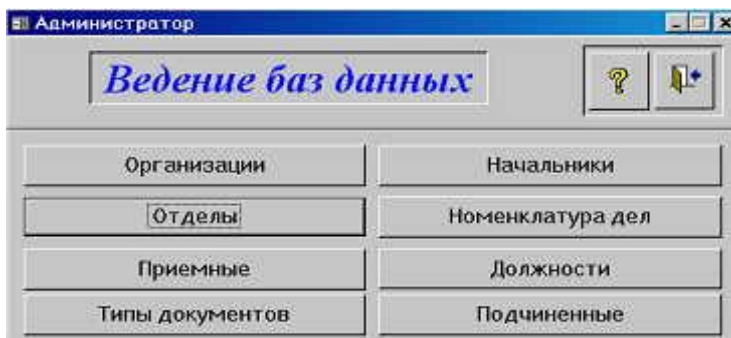 Администратор
Ведение баз данных
Организации
Начальники
Отделы
Номенклатура дел
Приемные
Должности
Типы документов
Подчиненные